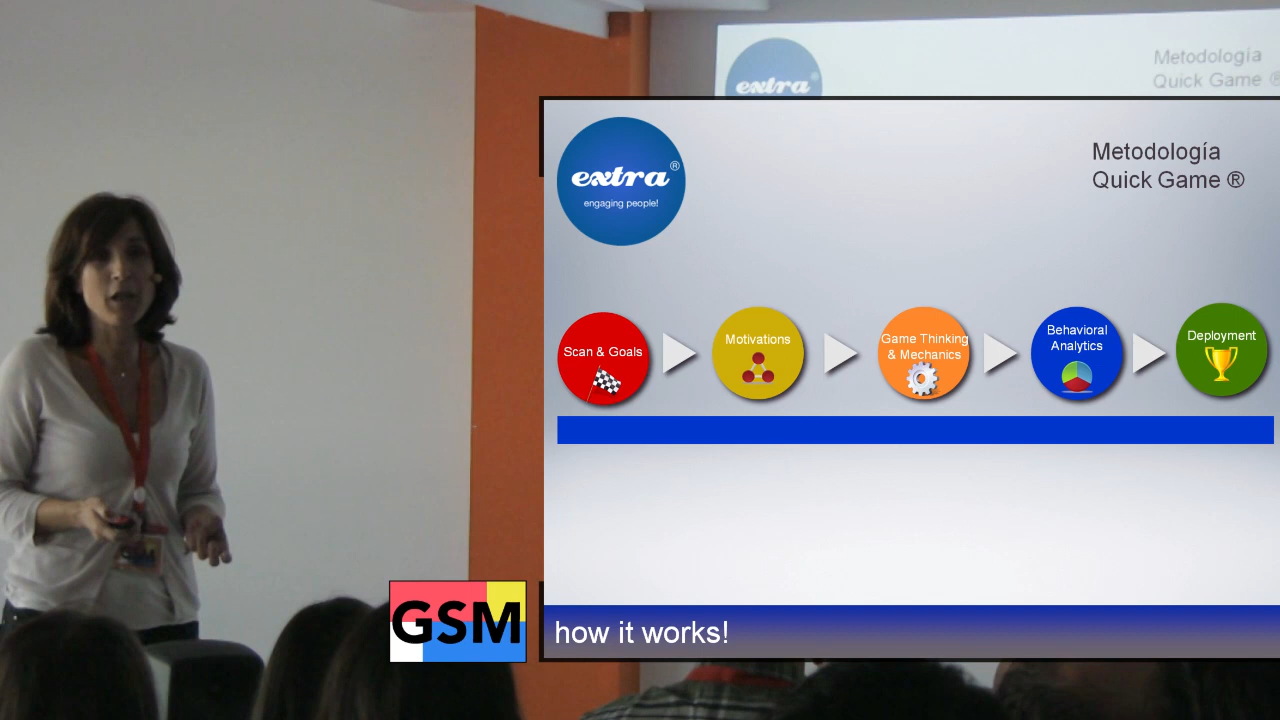 extra®
Metodología
Quick Game ®
extra®
engaging people!
Metodología
Quick Game ®
Scan & Goals
Motivations
Game Thinking
& Mechanics
Behavioral
Analytics
Deployment
GSM
how it works!